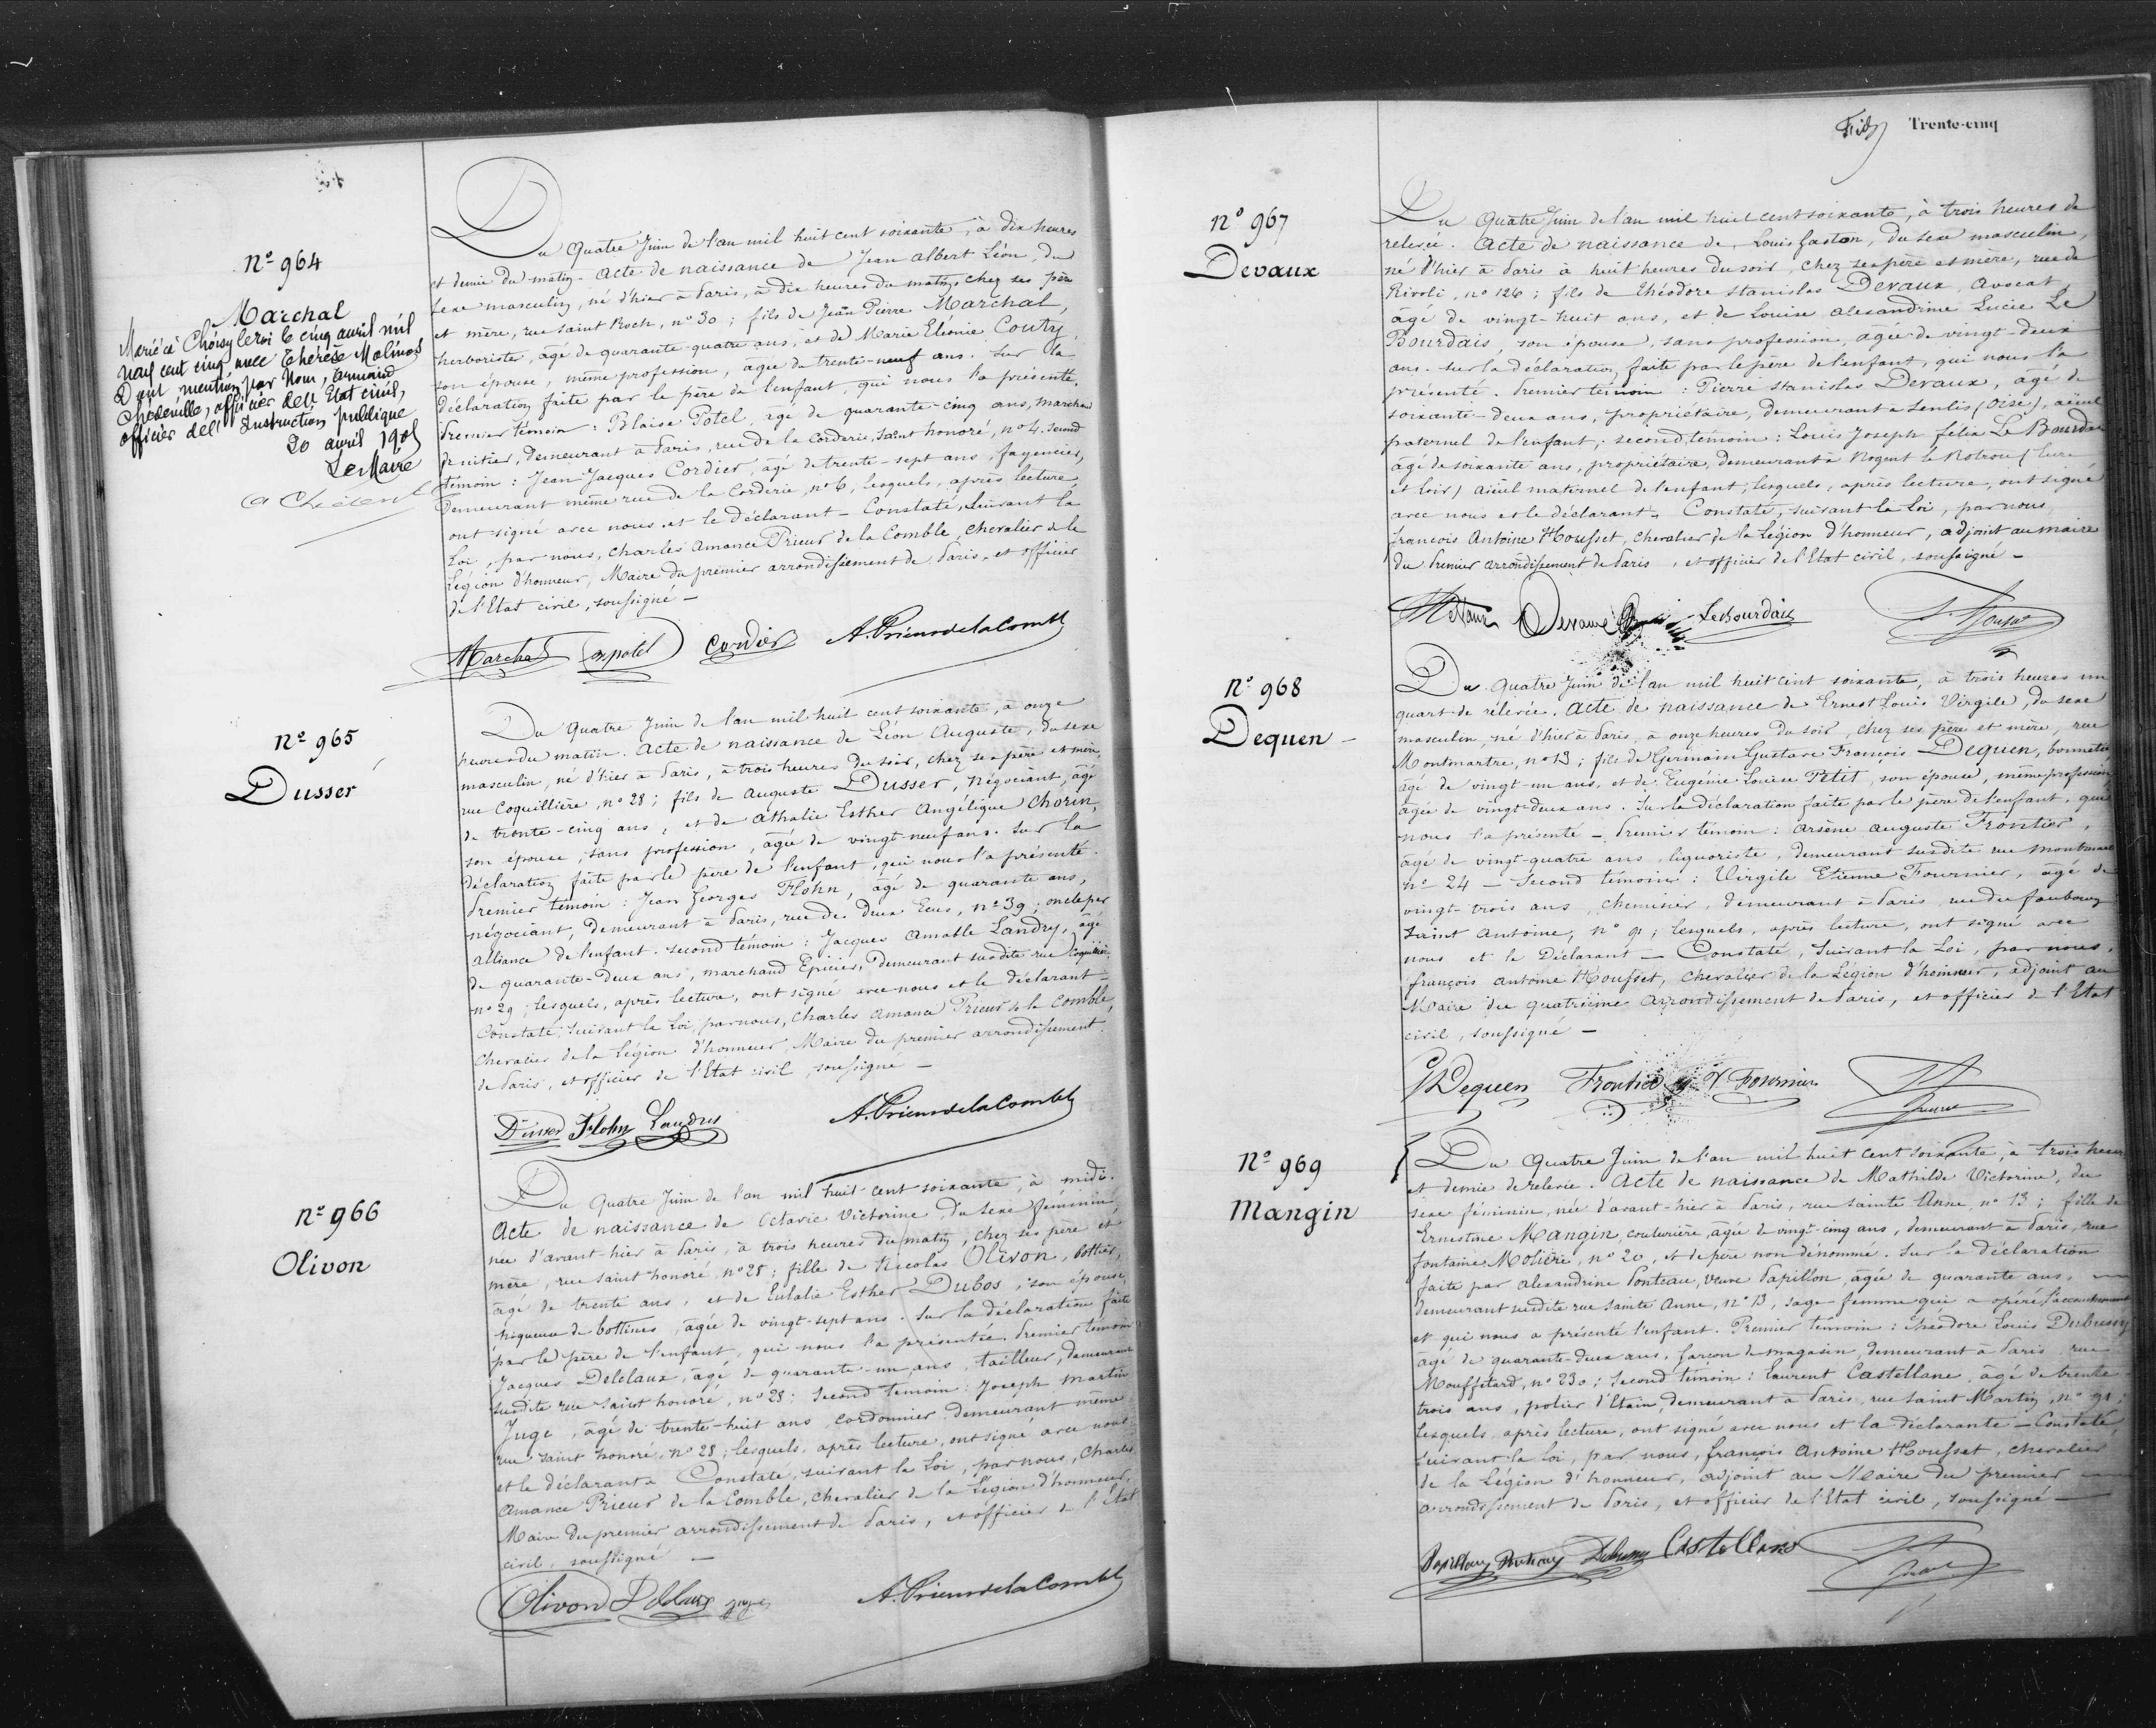 Nº 964
Marchal
Marié à Choisy le roi le cinq avril mil
neuf cent cinq avec Thérèse Molinos
Dont mention par Nous, Armand
officier de l'Etat civil,
officier de l'Instruction publique
20 avril 1905
Le Maire
Du Quatre Juin de l'an mil huit cent soixante, à dix heures
et demie du matin. Acte de naissance de Jean Albert Léon, du
sexe masculin, né d'hier à Paris, à dix heures du matin, chez ses père
et mère, rue Saint Roch, nº 30; fils de Jean Pierre Marchal,
herboriste, âgé de quarante-quatre ans, et de Marie Eléonie Couty,
son épouse, même profession, âgée de trente-neuf ans. Sur la
déclaration faite par le père de l'enfant qui nous l'a présenté.
Premier témoin: Blaise Potel, âgé de quarante-cinq ans, marchand
fruitier, demeurant à Paris, rue de la Corderie Saint honoré, nº 4. Second
témoin: Jean Jacques Cordier, âgé de trente-sept ans, fayencier,
demeurant même rue de la Corderie, nº 6, lesquels, après lecture,
ont signé avec nous et le Déclarant - Constaté, suivant la
Loi, par nous, Charles Amance Prieur de la Comble, chevalier de la
Légion d'honneur, Maire du premier arrondissement de Paris, et officier
de l'Etat civil, soussigné -
Marchal Potel Cordier A. Prieur de la Comble
Nº 965
Dusser
Du Quatre Juin de l'an mil huit cent soixante, à onze
heures du matin. Acte de naissance de Léon Auguste, du sexe
masculin, né d'hier à Paris, à trois heures du soir, chez ses père et mère,
rue Coquillière, nº 28; fils de Auguste Dusser, Négociant, âgé
de trente-cinq ans, et de Athalie Esther Angélique Chorin,
son épouse, sans profession, âgée de vingt-neuf ans. Sur la
déclaration faite par le père de l'enfant, qui nous l'a présenté.
Premier témoin: Jean Georges Flohn, âgé de quarante ans,
négociant, demeurant à Paris, rue des Deux Ecus, nº 39; oncle par
alliance de l'enfant. Second témoin: Jacques Amable Landry, âgé
de quarante-deux ans, marchand Epicier, demeurant susdite rue Coquillière
nº 29; lesquels, après lecture, ont signé avec nous et le déclarant -
Constaté, suivant la Loi, par nous, Charles Amance Prieur de la Comble,
Chevalier de la Légion d'honneur, Maire du premier arrondissement
de Paris, et officier de l'Etat civil, soussigné -
Dusser Flohn Landry A. Prieur de la Comble
Nº 966
Olivon
Du Quatre Juin de l'an mil huit cent soixante, à midi.
Acte de naissance de Octavie Victorine, du sexe féminin,
née d'avant-hier à Paris, à trois heures du matin, chez ses père et
mère, rue Saint honoré, nº 28; fille de Nicolas Olivon, bottier,
âgé de trente ans, et de Eulalie Esther Dubos, son épouse,
piqueuse de bottines, âgée de vingt-sept ans. Sur la déclaration faite
par le père de l'enfant, qui nous l'a présentée. Premier témoin:
Jacques Delclaux, âgé de quarante-un ans, tailleur, demeurant
susdite rue Saint honoré, nº 28; Second témoin: Joseph Martin
Juge, âgé de trente-huit ans, cordonnier, demeurant même
rue Saint honoré, nº 28; lesquels, après lecture, ont signé avec nous
et le déclarant - Constaté, suivant la Loi, par nous, Charles
Amance Prieur de la Comble, chevalier de la Légion d'honneur,
Maire du premier arrondissement de Paris, et officier de l'Etat
civil, soussigné -
Olivon Delclaux Juge A. Prieur de la Comble
Trente-cinq
Nº 967
Devaux
Du Quatre Juin de l'an mil huit cent soixante, à trois heures de
relevée. Acte de naissance de Louis Gaston, du sexe masculin,
né d'hier à Paris à huit heures du soir, chez ses père et mère, rue de
Rivoli, nº 126; fils de Théodore Stanislas Devaux, Avocat,
âgé de vingt-huit ans, et de Louise Alexandrine Lucie Le
Bourdais, son épouse, sans profession, âgée de vingt-deux
ans. Sur la déclaration faite par le père de l'enfant, qui nous l'a
présenté. Premier témoin: Pierre Stanislas Devaux, âgé de
soixante-deux ans, propriétaire, demeurant à Senlis (Oise), aïeul
paternel de l'enfant; second témoin: Louis Joseph Félix Le Bourdais
âgé de soixante ans, propriétaire, demeurant à Nogent le Rotrou (Eure
et Loir) aïeul maternel de l'enfant; lesquels, après lecture, ont signé
avec nous et le déclarant. Constaté, suivant la Loi, par nous,
François Antoine Housset, chevalier de la Légion d'honneur, adjoint au maire
du Premier arrondissement de Paris, et officier de l'Etat civil, soussigné -
Devaux LeBourdais
Nº 968
Dequen -
Du Quatre Juin de l'an mil huit cent soixante, à trois heures un
quart de relevée. Acte de naissance de Ernest Louis Virgile, du sexe
masculin, né d'hier à Paris, à onze heures du soir, chez ses père et mère, rue
Montmartre, nº 13; fils de Germain Gustave François Dequen, bonnetier
âgé de vingt-un ans, et de Eugénie Louise Petit, son épouse, même profession
âgée de vingt-deux ans. Sur la déclaration faite par le père de l'enfant, qui
nous l'a présenté - Premier témoin: Arsène Auguste Frontier,
âgé de vingt-quatre ans, liquoriste, demeurant susdite rue Montmartre
nº 24 - Second témoin: Virgile Etienne Fournier, âgé de
vingt-trois ans, chemisier, demeurant à Paris, rue du faubourg
Saint Antoine, nº 91; lesquels, après lecture, ont signé avec
nous et le Déclarant - Constaté, suivant la Loi, par nous,
François Antoine Housset, Chevalier de la Légion d'honneur, adjoint au
Maire du quatrième Arrondissement de Paris, et officier de l'Etat
civil, soussigné -
Dequen Frontier V Fournier
Nº 969
Mangin
Du Quatre Juin de l'an mil huit cent soixante, à trois heures
et demie de relevée. Acte de naissance de Mathilde Victorine, du
sexe féminin, née d'avant-hier à Paris, rue Sainte Anne, nº 13; fille de
Ernestine Mangin, couturière, âgée de vingt-cinq ans, demeurant à Paris, rue
fontaine Molière, nº 20, et de père non dénommé. Sur la déclaration
faite par Alexandrine Ponteau, veuve Papillon, âgée de quarante ans,
demeurant susdite rue Sainte Anne, nº 13, sage-femme qui a opéré l'accouchement
et qui nous a présenté l'enfant. Premier témoin: Théodore Louis Dubussy
âgé de quarante-deux ans, garçon de magasin, demeurant à Paris, rue
Mouffetard, nº 230; Second témoin: Laurent Castellane, âgé de trente
trois ans, potier d'Etain, demeurant à Paris, rue Saint Martin, nº 91;
lesquels, après lecture, ont signé avec nous et la déclarante - Constaté,
suivant la Loi, par nous, François Antoine Housset, chevalier
de la Légion d'honneur, adjoint au Maire du premier
arrondissement de Paris, et officier de l'Etat civil, soussigné -
Castellane